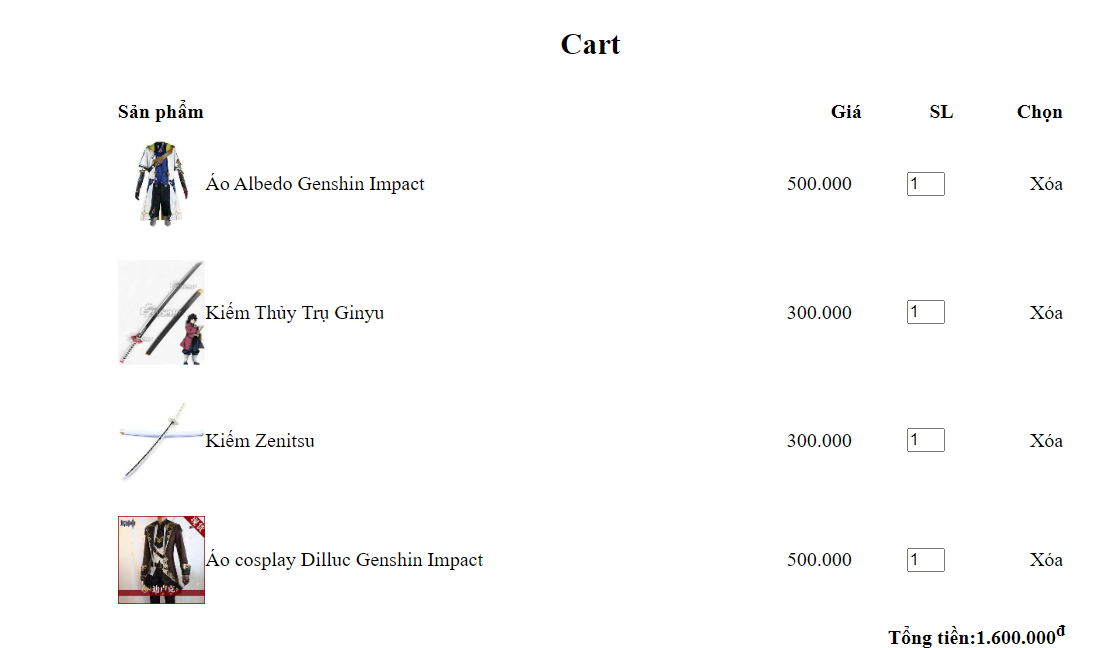 Cart
Sản phẩm Giá SL Chọn
Áo Albedo Genshin Impact 500.000 1 Xóa
Kiếm Thủy Trụ Ginyu 300.000 1 Xóa
Kiếm Zenitsu 300.000 1 Xóa
Áo cosplay Dilluc Genshin Impact 500.000 1 Xóa
Tổng tiền:1.600.000đ